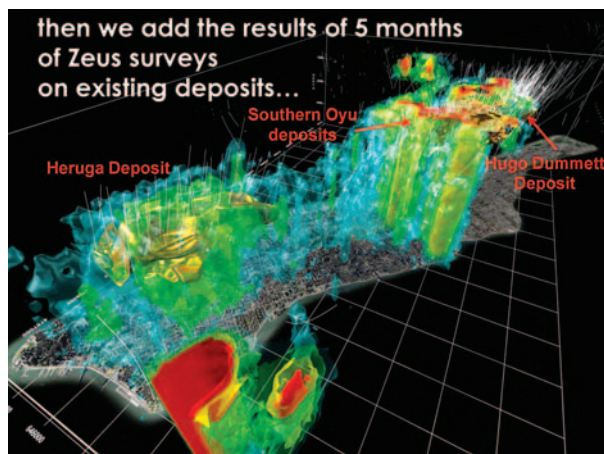 then we add the results of 5 months
of Zeus surveys
on existing deposits...
Southern Oyu
deposits
Heruga Deposit
Hugo Dummett
Deposit
646000